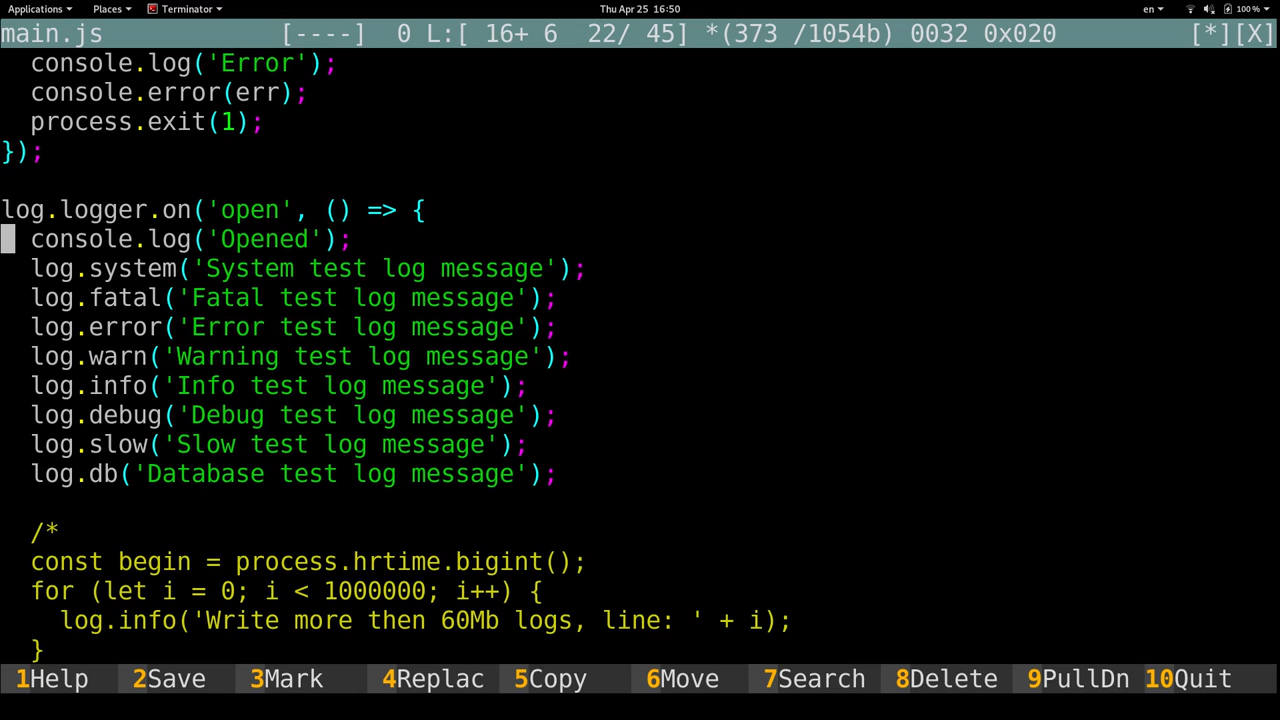 Applications Places Terminator Thu Apr 25 16:50 en 100 %
main.js [----] 0 L:[ 16+ 6 22/ 45] *(373 /1054b) 0032 0x020 [*][X]
console.log('Error');
console.error(err);
process.exit(1);
});
log.logger.on('open', () => {
console.log('Opened');
log.system('System test log message');
log.fatal('Fatal test log message');
log.error('Error test log message');
log.warn('Warning test log message');
log.info('Info test log message');
log.debug('Debug test log message');
log.slow('Slow test log message');
log.db('Database test log message');
/*
const begin = process.hrtime.bigint();
for (let i = 0; i < 1000000; i++) {
log.info('Write more then 60Mb logs, line: ' + i);
}
1Help 2Save 3Mark 4Replac 5Copy 6Move 7Search 8Delete 9PullDn 10Quit